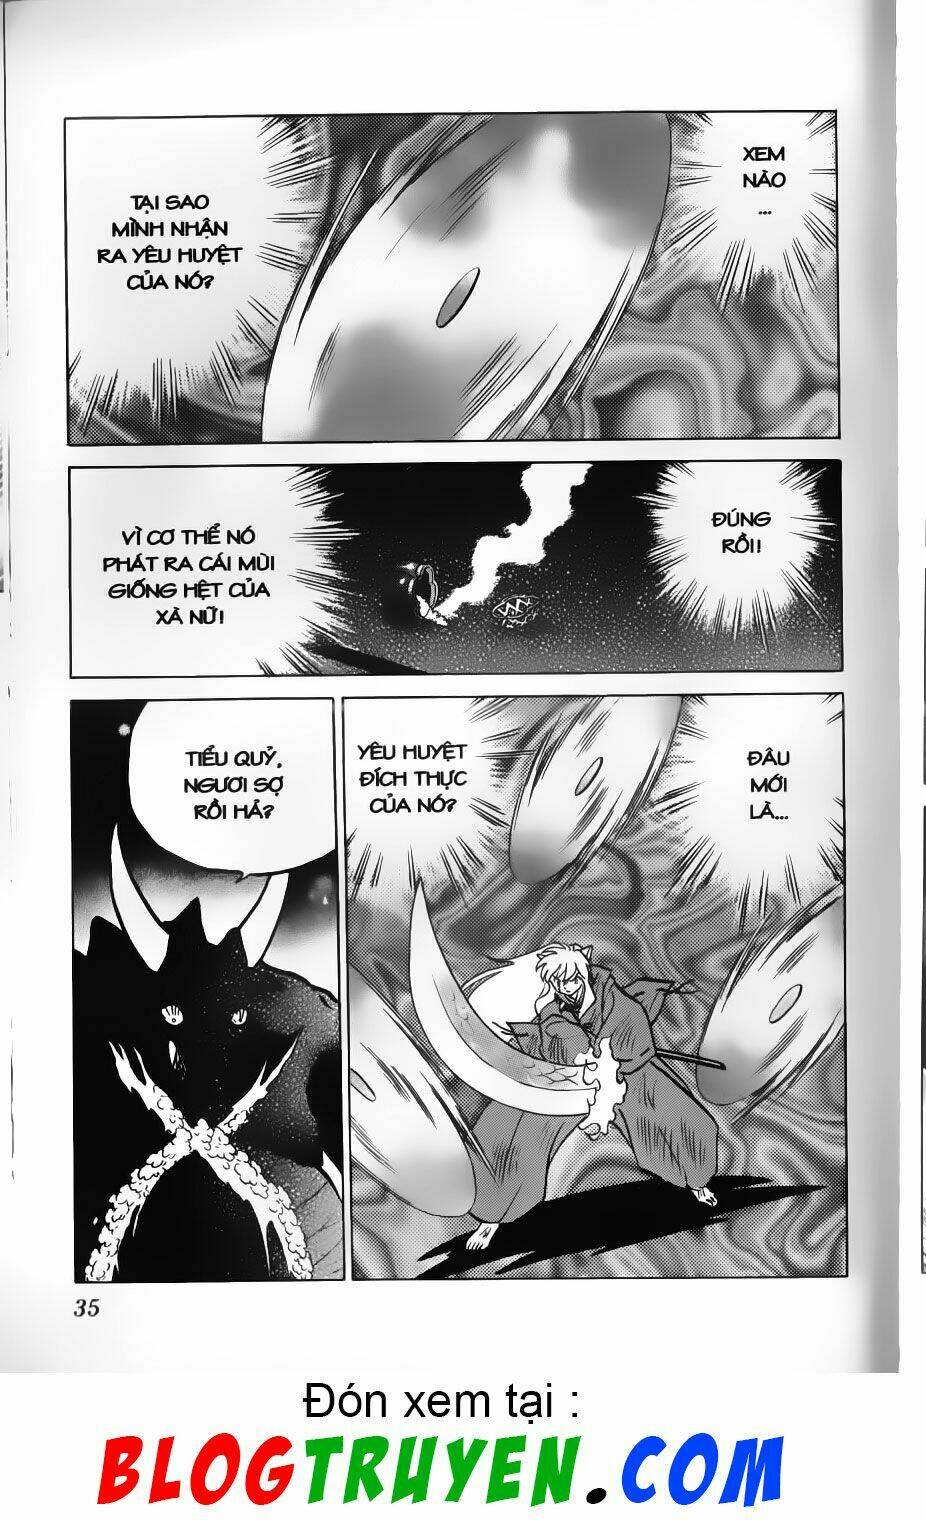 XEM
NÀO
...
TẠI SAO
MÌNH NHẬN
RA YÊU HUYỆT
CỦA NÓ?
ĐÚNG
RỒI!
VÌ CƠ THỂ NÓ
PHÁT RA CÁI MÙI
GIỐNG HỆT CỦA
XÀ NỮ!
ĐÂU
MỚI
LÀ...
YÊU HUYỆT
ĐÍCH THỰC
CỦA NÓ?
TIỂU QUỶ,
NGƯƠI SỢ
RỒI HẢ?
35
Đón xem tại :
BLOGTRUYEN.COM